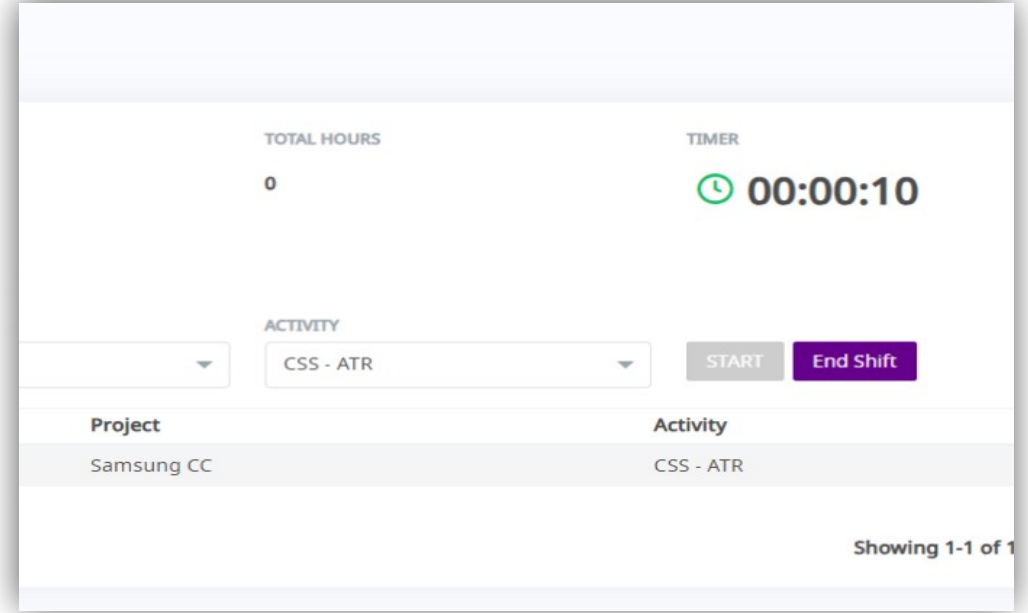 TOTAL HOURS TIMER
0 00:00:10
ACTIVITY
CSS - ATR START End Shift
Project Activity
Samsung CC CSS - ATR
Showing 1-1 of 1